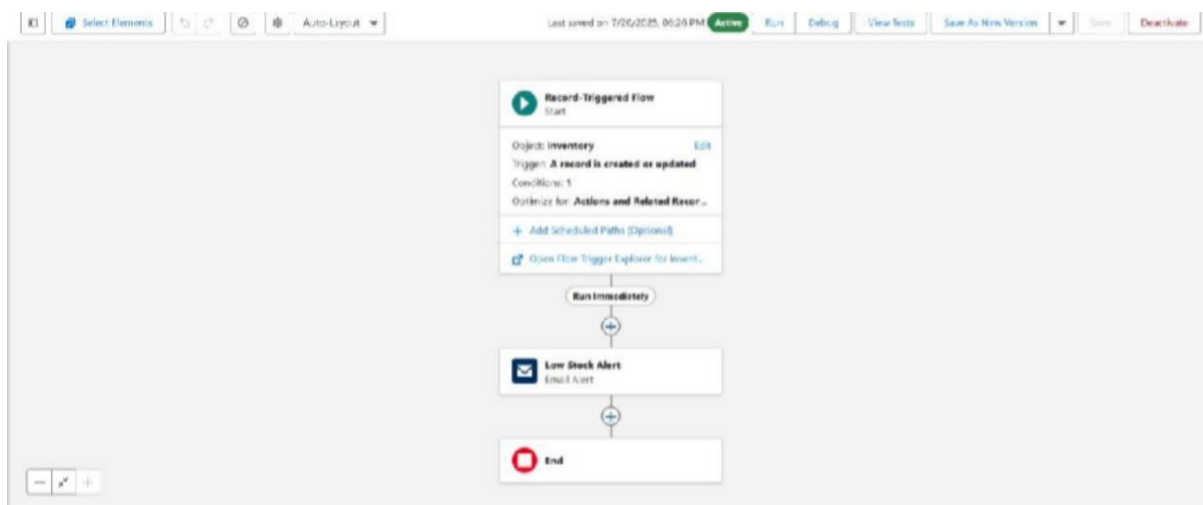 Select Elements
Auto-Layout
Last saved on 7/26/2025, 06:26 PM
Active
Run
Debug
View Tests
Save As New Version
Save
Deactivate
Record-Triggered Flow
Start
Object: Inventory
Edit
Trigger: A record is created or updated
Conditions: 1
Optimize for: Actions and Related Recor...
+ Add Scheduled Paths (Optional)
Open Flow Trigger Explorer for Invent...
Run Immediately
Low Stock Alert
Email Alert
End